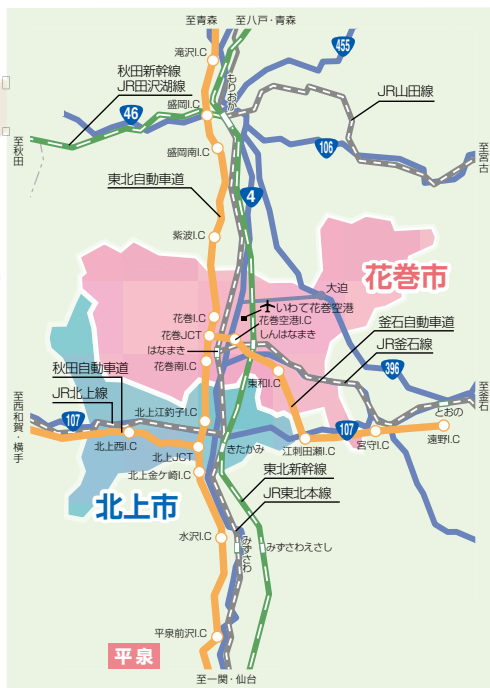 至青森
至八戸・青森
滝沢I.C
455
秋田新幹線
JR田沢湖線
もりおか
JR山田線
46
盛岡I.C
盛岡南I.C
106
至秋田
至宮古
東北自動車道
4
紫波I.C
花巻市
大迫
いわて花巻空港
花巻I.C
花巻空港I.C
釜石自動車道
花巻JCT
しんはなまき
JR釜石線
はなまき
花巻南I.C
396
秋田自動車道
東和I.C
JR北上線
至西和賀・横手
至釜石
107
北上江釣子I.C
とおの
107
北上西I.C
きたかみ
江刺田瀬I.C
宮守I.C
遠野I.C
北上JCT
北上金ケ崎I.C
東北新幹線
北上市
JR東北本線
水沢I.C
みずさわ
みずさわえさし
平泉前沢I.C
平泉
至一関・仙台